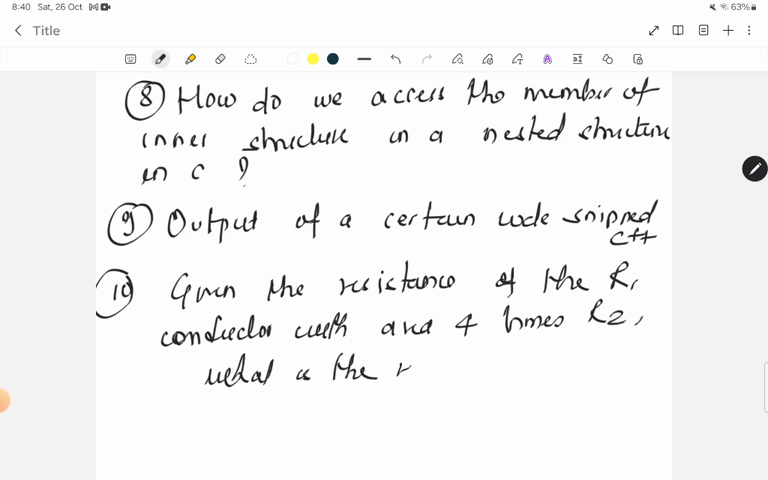 8:40 Sat, 26 Oct 63%
Title
⑧ How do we access the member of
inner structure in a nested structure
in c ?
⑨ Output of a certain code snipped
C++
⑩ Given the resistance of the R1
conductor with area 4 times R2,
what is the r